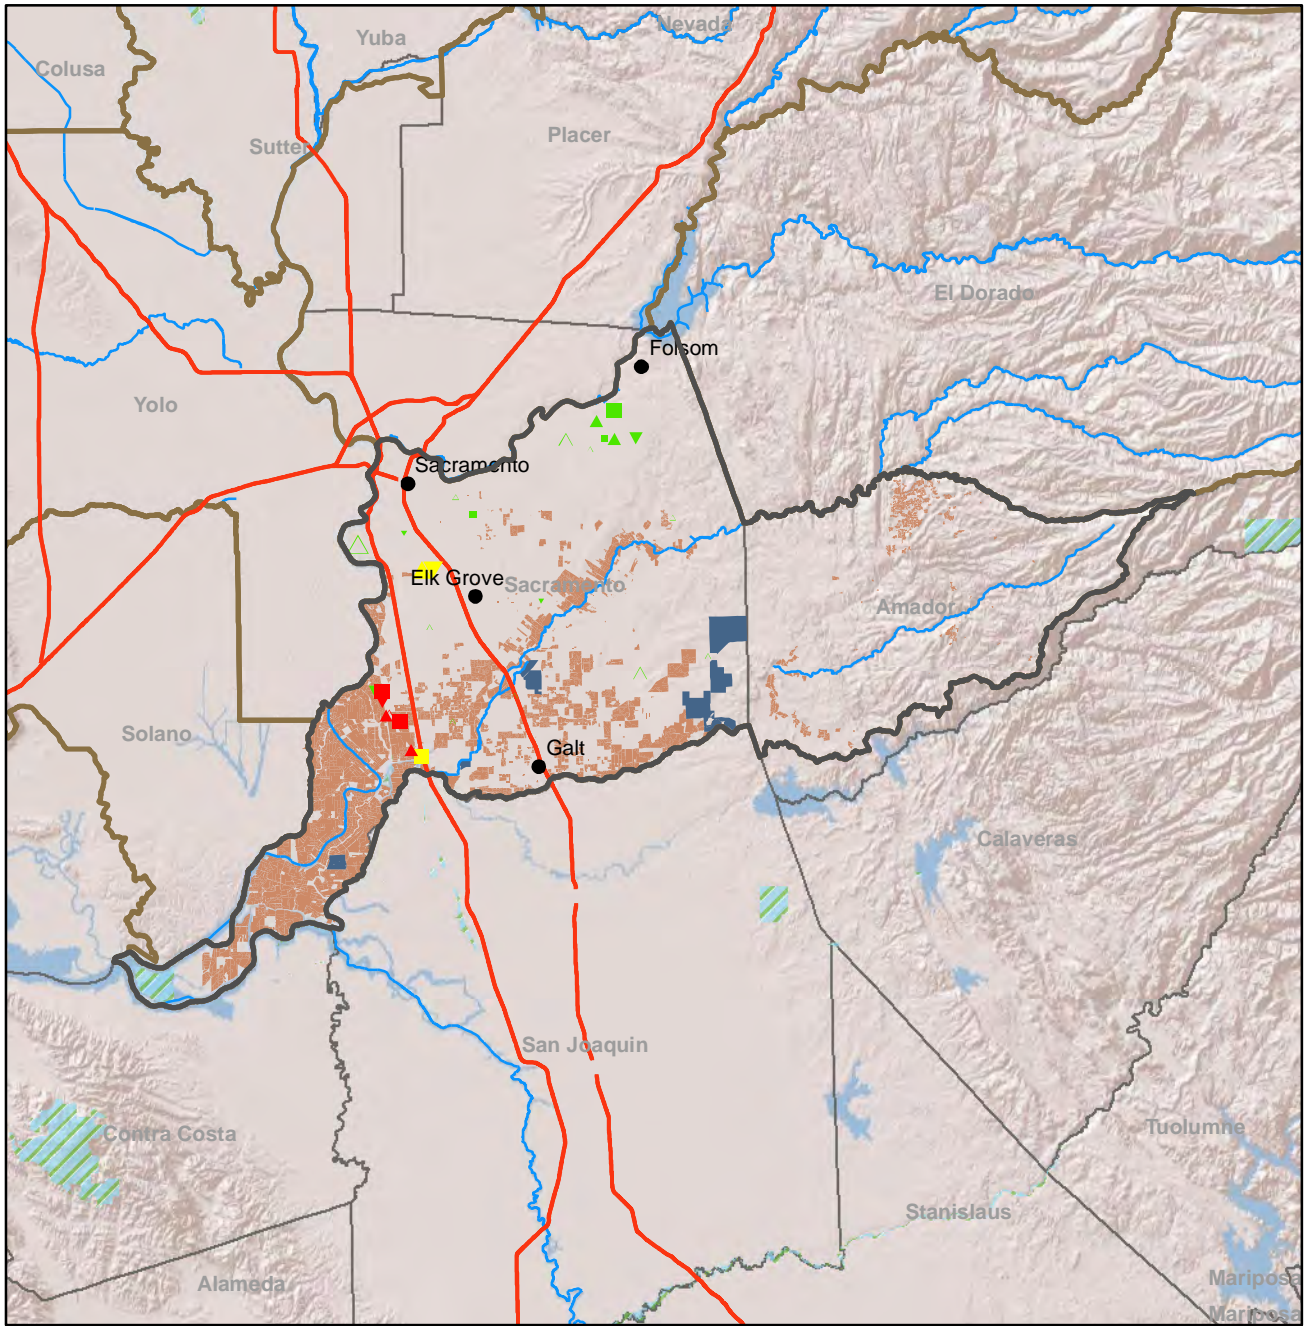 Nevada
Yuba
Colusa
Placer
Sutter
El Dorado
Folsom
Yolo
Sacramento
Elk Grove
Sacramento
Amador
Solano
Galt
Calaveras
San Joaquin
Contra Costa
Tuolumne
Stanislaus
Alameda
Mariposa
Mariposa